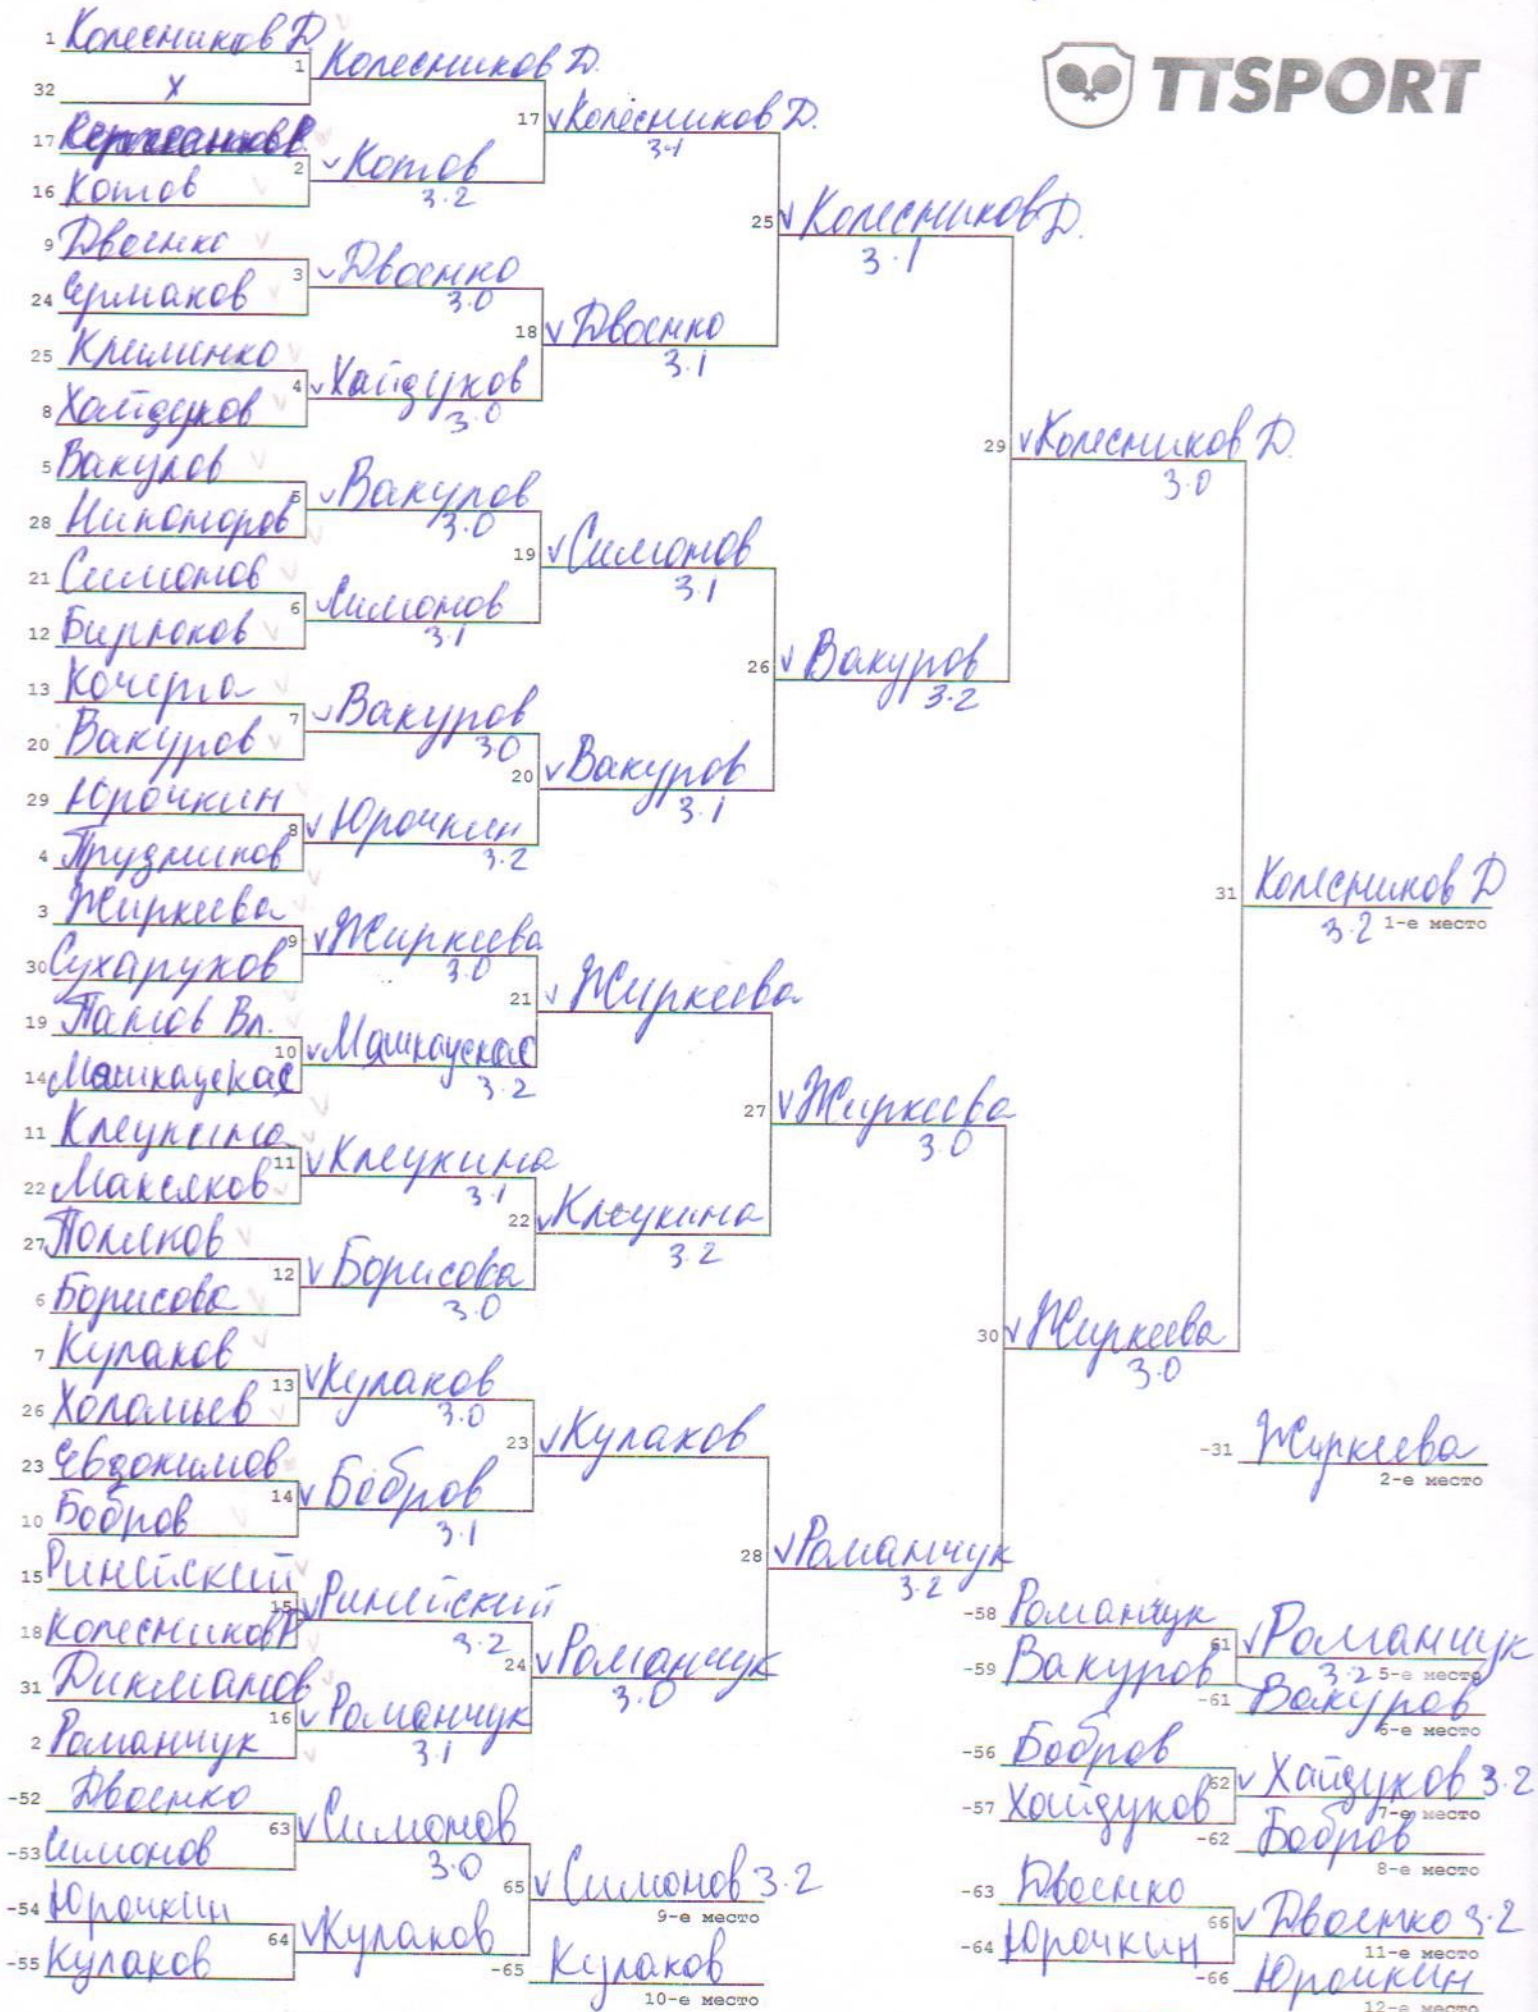 TTSPORT
1 Колесников Д.
32 X
1 Колесников Д.
17
16 Котов
2 Котов
3.2
17 Колесников Д.
3.1
9 Двоенко
24 Ермаков
3 Двоенко
3.0
25 Клименко
8 Хайдуков
4 Хайдуков
3.0
18 Двоенко
3.1
25 Колесников Д.
3.1
5 Вакулов
28 Никоноров
5 Вакулов
3.0
21 Симонов
12 Бирюков
6 Симонов
3.1
19 Симонов
3.1
13 Кочерга
20 Вакуров
7 Вакуров
3.0
29 Юрочкин
4 Прудников
8 Юрочкин
3.2
20 Вакуров
3.1
26 Вакуров
3.2
29 Колесников Д.
3.0
3 Жиркеева
30 Сухаруков
9 Жиркеева
3.0
19 Панов Вл.
14 Машкаускас
10 Машкаускас
3.2
21 Жиркеева
11 Клеукина
22 Максяков
11 Клеукина
3.1
27 Поляков
6 Борисова
12 Борисова
3.0
22 Клеукина
3.2
27 Жиркеева
3.0
7 Кулаков
26 Холомьев
13 Кулаков
3.0
23 Евдокимов
10 Бобров
14 Бобров
3.1
23 Кулаков
15 Ринейский
18 Колесников Р
15 Ринейский
3.2
31 Дикманов
2 Романчук
16 Романчук
3.1
24 Романчук
3.0
28 Романчук
3.2
30 Жиркеева
3.0
31 Колесников Д
3.2 1-е место
-31 Жиркеева
2-е место
-58 Романчук
-59 Вакуров
61 Романчук
3.2 5-е место
-61 Вакуров
6-е место
-56 Бобров
-57 Хайдуков
62 Хайдуков 3.2
7-е место
-62 Бобров
8-е место
-52 Двоенко
-53 Симонов
63 Симонов
3.0
-54 Юрочкин
-55 Кулаков
64 Кулаков
65 Симонов 3.2
9-е место
-65 Кулаков
10-е место
-63 Двоенко
-64 Юрочкин
66 Двоенко 3.2
11-е место
-66 Юрочкин
12-е место